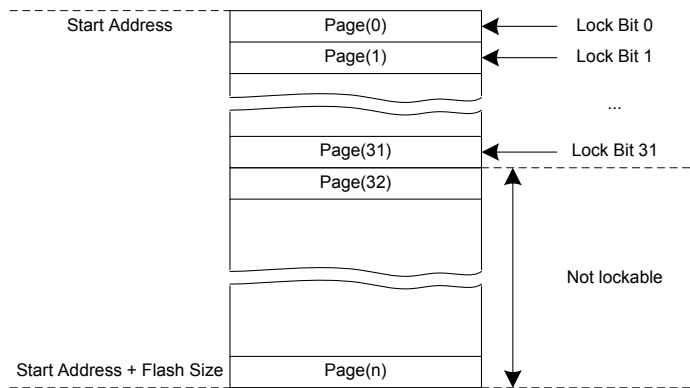 Start Address
Page(0)
Lock Bit 0
Page(1)
Lock Bit 1
...
Page(31)
Lock Bit 31
Page(32)
Not lockable
Start Address + Flash Size
Page(n)